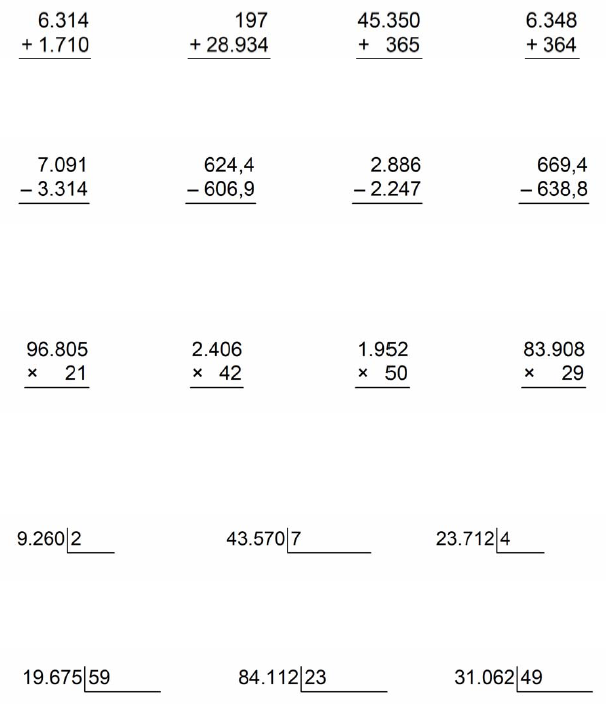 6.314 197 45.350 6.348
+ 1.710 + 28.934 + 365 + 364
7.091 624,4 2.886 669,4
– 3.314 – 606,9 – 2.247 – 638,8
96.805 2.406 1.952 83.908
× 21 × 42 × 50 × 29
9.260 2 43.570 7 23.712 4
19.675 59 84.112 23 31.062 49